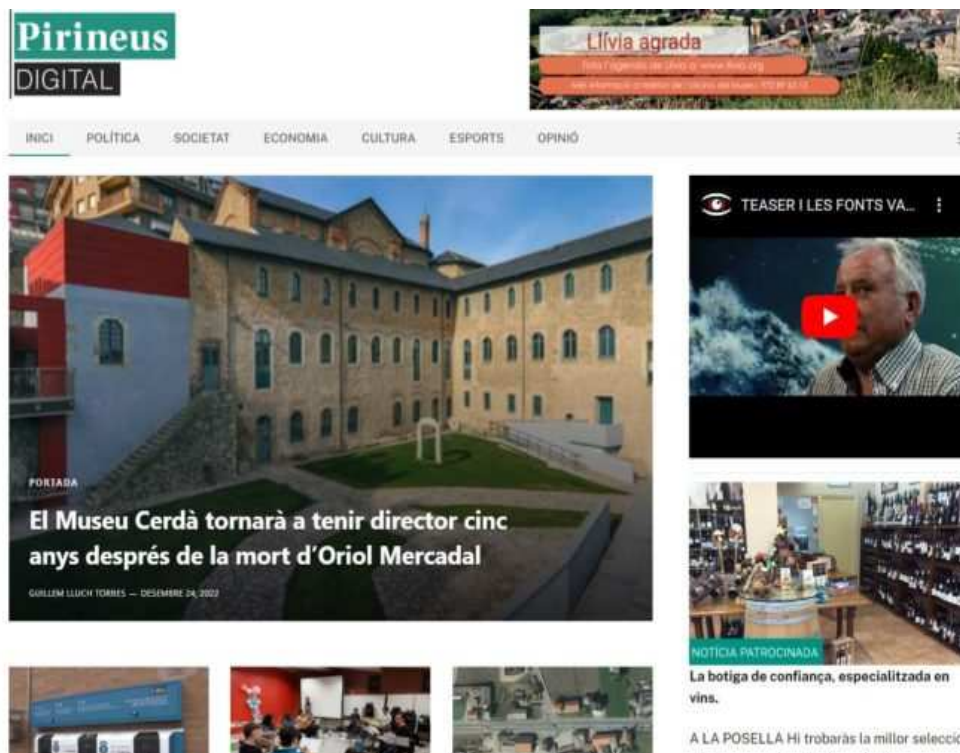 Pirineus
DIGITAL
Llívia agrada
INICI POLÍTICA SOCIETAT ECONOMIA CULTURA ESPORTS OPINIÓ
TEASER I LES FONTS VA...
PORTADA
El Museu Cerdà tornarà a tenir director cinc
anys després de la mort d'Oriol Mercadal
GUILLEM LLUCH TORRES — DESEMBRE 24, 2022
NOTÍCIA PATROCINADA
La botiga de confiança, especialitzada en
vins.
A LA POSELLA Hi trobaràs la millor selecció